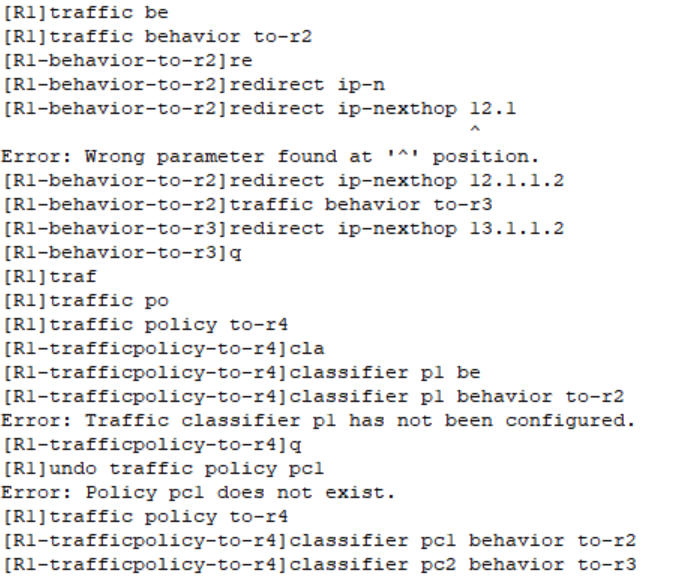 [R1]traffic be
[R1]traffic behavior to-r2
[R1-behavior-to-r2]re
[R1-behavior-to-r2]redirect ip-n
[R1-behavior-to-r2]redirect ip-nexthop 12.1
^
Error: Wrong parameter found at '^' position.
[R1-behavior-to-r2]redirect ip-nexthop 12.1.1.2
[R1-behavior-to-r2]traffic behavior to-r3
[R1-behavior-to-r3]redirect ip-nexthop 13.1.1.2
[R1-behavior-to-r3]q
[R1]traf
[R1]traffic po
[R1]traffic policy to-r4
[R1-trafficpolicy-to-r4]cla
[R1-trafficpolicy-to-r4]classifier p1 be
[R1-trafficpolicy-to-r4]classifier p1 behavior to-r2
Error: Traffic classifier p1 has not been configured.
[R1-trafficpolicy-to-r4]q
[R1]undo traffic policy pc1
Error: Policy pc1 does not exist.
[R1]traffic policy to-r4
[R1-trafficpolicy-to-r4]classifier pc1 behavior to-r2
[R1-trafficpolicy-to-r4]classifier pc2 behavior to-r3